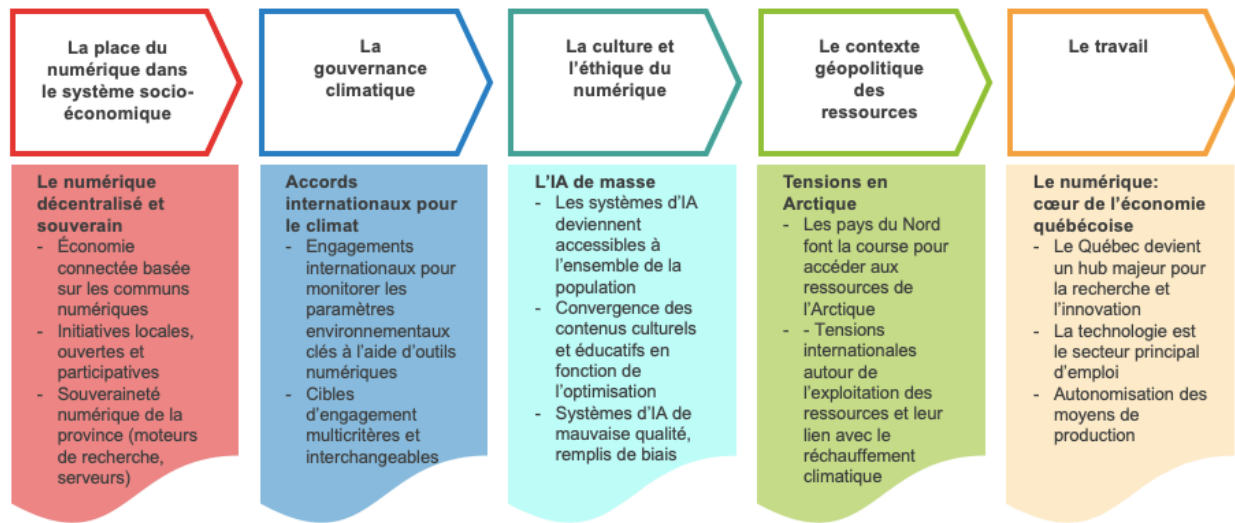 La place du
numérique dans
le système socio-
économique
La
gouvernance
climatique
La culture et
l'éthique du
numérique
Le contexte
géopolitique
des
ressources
Le travail
Le numérique
décentralisé et
souverain
- Économie
connectée basée
sur les communs
numériques
- Initiatives locales,
ouvertes et
participatives
- Souveraineté
numérique de la
province (moteurs
de recherche,
serveurs)
Accords
internationaux pour
le climat
- Engagements
internationaux pour
monitorer les
paramètres
environnementaux
clés à l'aide d'outils
numériques
- Cibles
d'engagement
multicritères et
interchangeables
L'IA de masse
- Les systèmes d'IA
deviennent
accessibles à
l'ensemble de la
population
- Convergence des
contenus culturels
et éducatifs en
fonction de
l'optimisation
- Systèmes d'IA de
mauvaise qualité,
remplis de biais
Tensions en
Arctique
- Les pays du Nord
font la course pour
accéder aux
ressources de
l'Arctique
- - Tensions
internationales
autour de
l'exploitation des
ressources et leur
lien avec le
réchauffement
climatique
Le numérique:
cœur de l'économie
québécoise
- Le Québec devient
un hub majeur pour
la recherche et
l'innovation
- La technologie est
le secteur principal
d'emploi
- Autonomisation des
moyens de
production